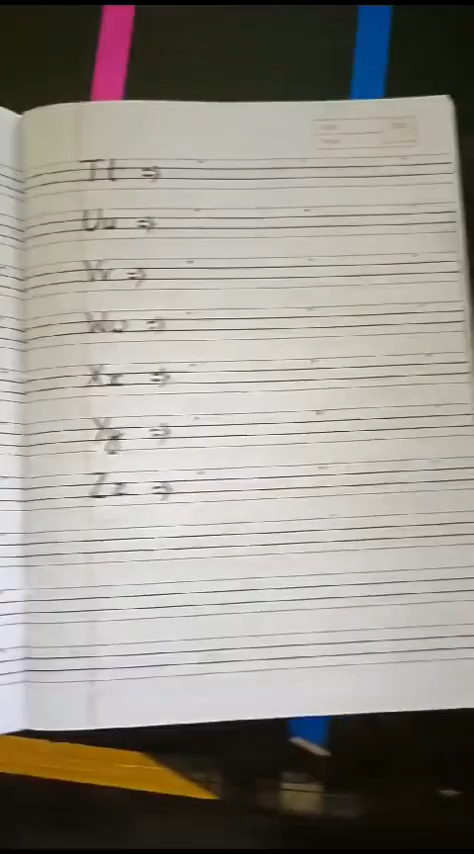 Tt ⇒
Uu ⇒
Vv ⇒
Ww ⇒
Xx ⇒
Yy ⇒
Zz ⇒